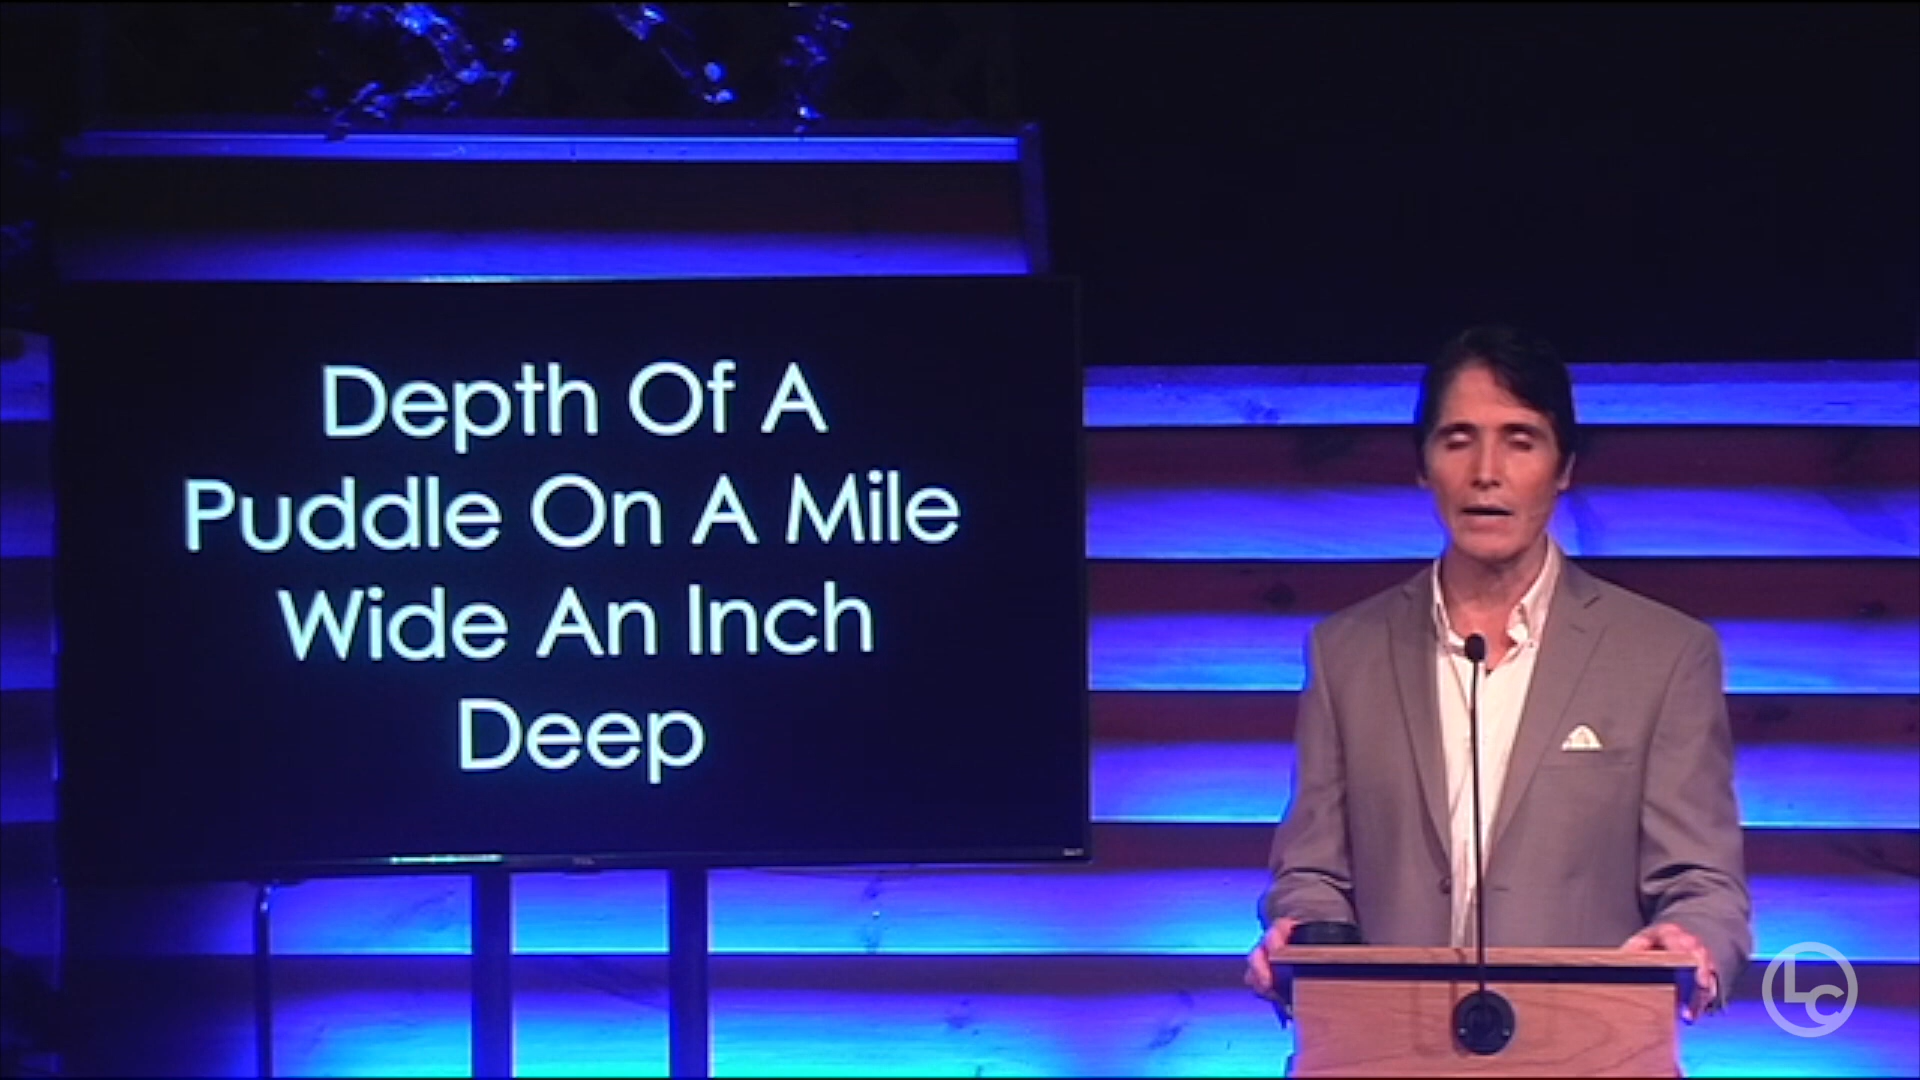 Depth Of A
Puddle On A Mile
Wide An Inch
Deep
LC